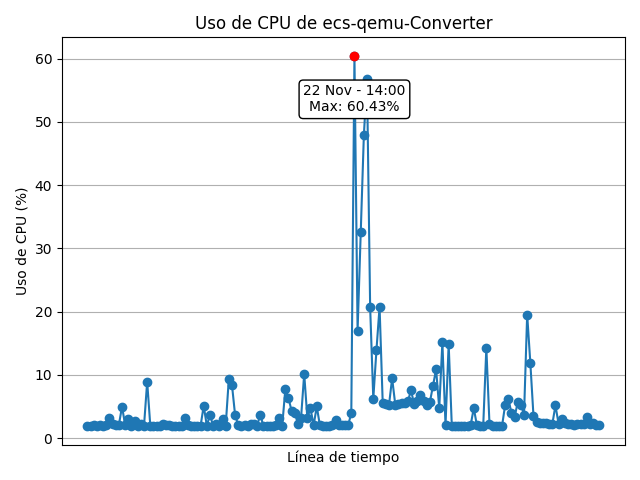 Uso de CPU de ecs-qemu-Converter
60
22 Nov - 14:00
Max: 60.43%
50
40
30
20
10
0
Uso de CPU (%)
Línea de tiempo